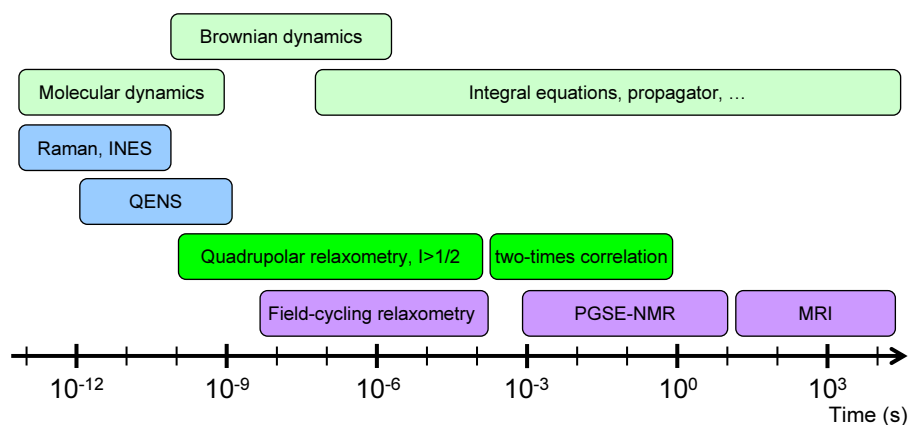 Brownian dynamics
Molecular dynamics
Integral equations, propagator, …
Raman, INES
QENS
Quadrupolar relaxometry, I>1/2
two-times correlation
Field-cycling relaxometry
PGSE-NMR
MRI
10⁻¹² 10⁻⁹ 10⁻⁶ 10⁻³ 10⁰ 10³
Time (s)